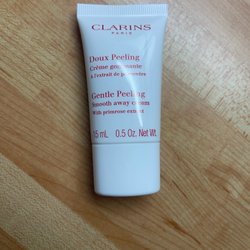 CLARINS
PARIS
Doux Peeling
Crème gommante
à l'extrait de primevère
Gentle Peeling
Smooth away cream
With primrose extract
15 mL 0.5 Oz. Net Wt.